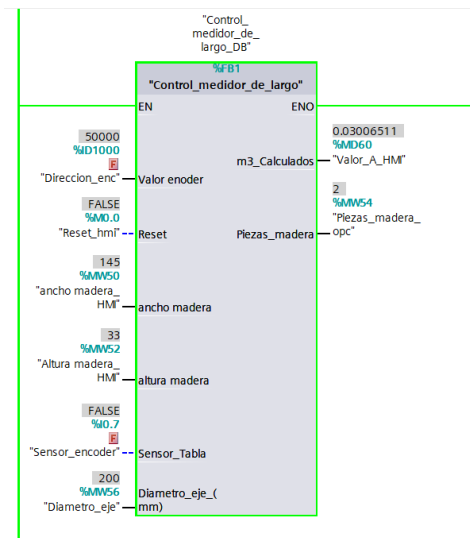 "Control_
medidor_de_
largo_DB"
%FB1
"Control_medidor_de_largo"
EN
ENO
50000
%ID1000
F
"Direccion_enc"
Valor enoder
FALSE
%M0.0
"Reset_hmi"
Reset
145
%MW50
"ancho madera_
HMI"
ancho madera
33
%MW52
"Altura madera_
HMI"
altura madera
FALSE
%I0.7
F
"Sensor_encoder"
Sensor_Tabla
200
%MW56
"Diametro_eje"
Diametro_eje_(
mm)
0.03006511
%MD60
m3_Calculados
"Valor_A_HMI"
2
%MW54
"Piezas_madera_
Piezas_madera
opc"